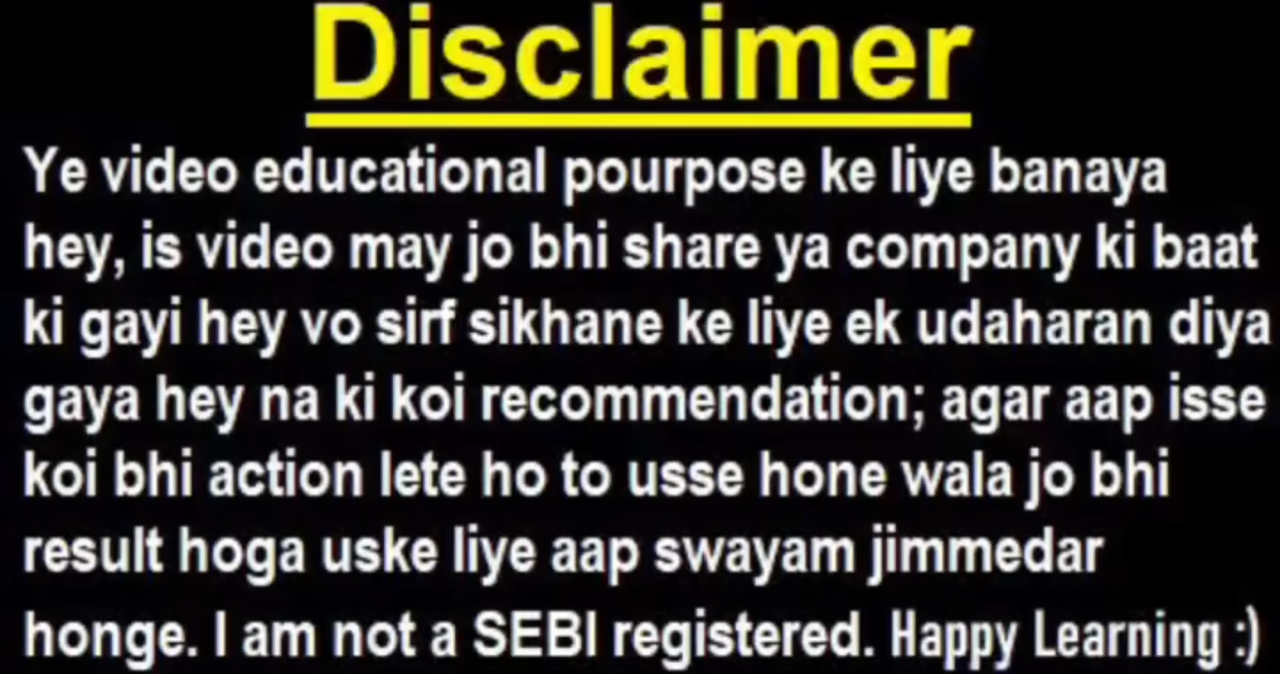 Disclaimer
Ye video educational pourpose ke liye banaya
hey, is video may jo bhi share ya company ki baat
ki gayi hey vo sirf sikhane ke liye ek udaharan diya
gaya hey na ki koi recommendation; agar aap isse
koi bhi action lete ho to usse hone wala jo bhi
result hoga uske liye aap swayam jimmedar
honge. I am not a SEBI registered. Happy Learning :)